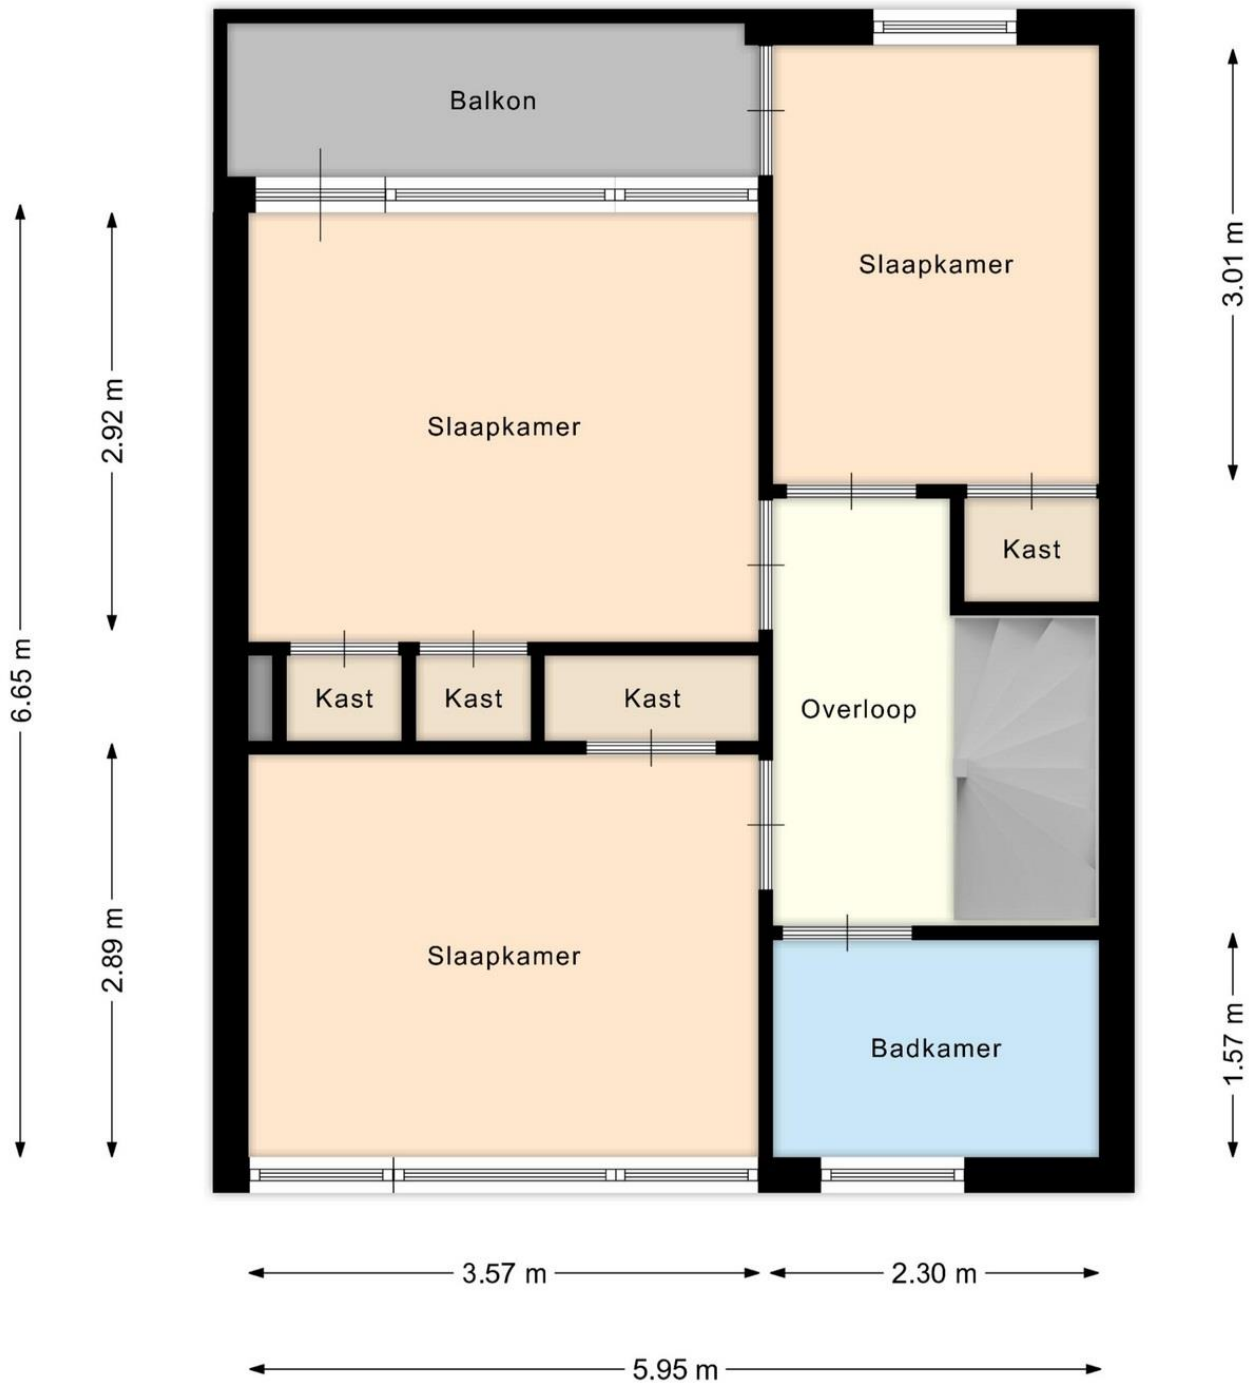 Balkon
Slaapkamer
3.01 m
2.92 m
Slaapkamer
Kast
6.65 m
Kast
Kast
Kast
Overloop
2.89 m
Slaapkamer
Badkamer
1.57 m
3.57 m
2.30 m
5.95 m